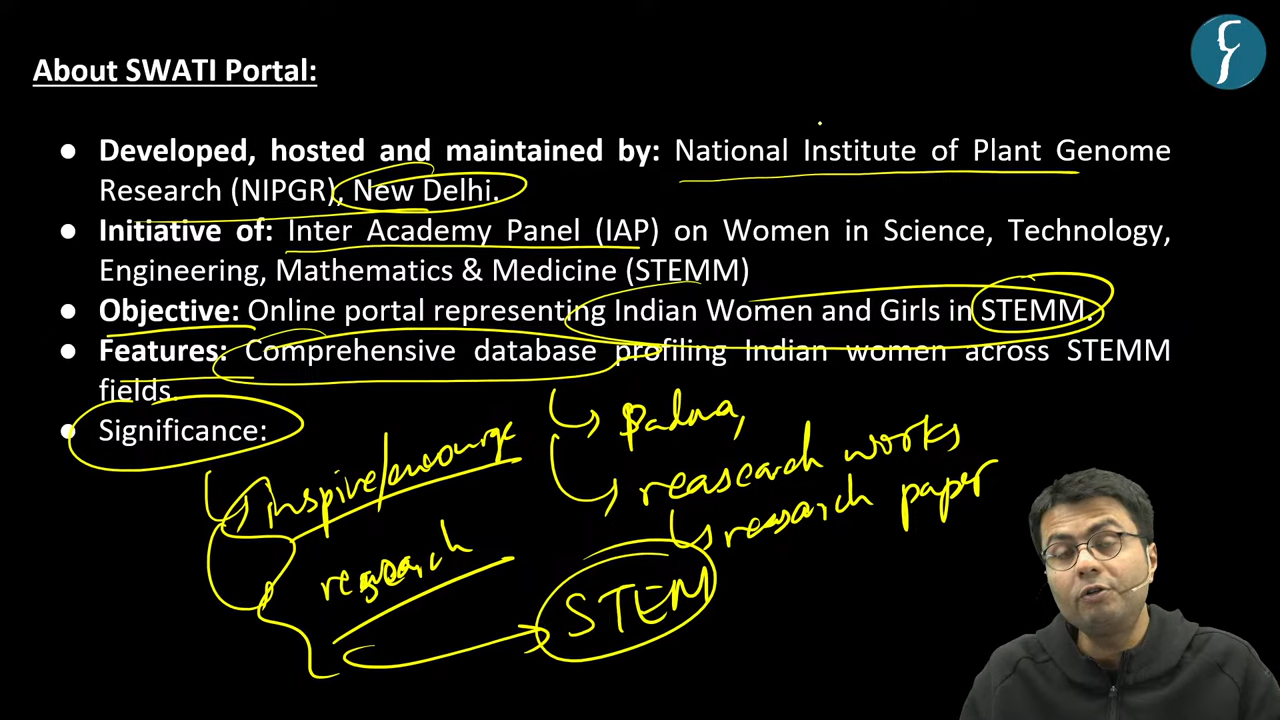 About SWATI Portal:
● Developed, hosted and maintained by: National Institute of Plant Genome
Research (NIPGR), New Delhi.
● Initiative of: Inter Academy Panel (IAP) on Women in Science, Technology,
Engineering, Mathematics & Medicine (STEMM)
● Objective: Online portal representing Indian Women and Girls in STEMM.
● Features: Comprehensive database profiling Indian women across STEMM
fields.
● Significance:
Padma,
reasearch works
research paper
inspire/encourge
research
STEM